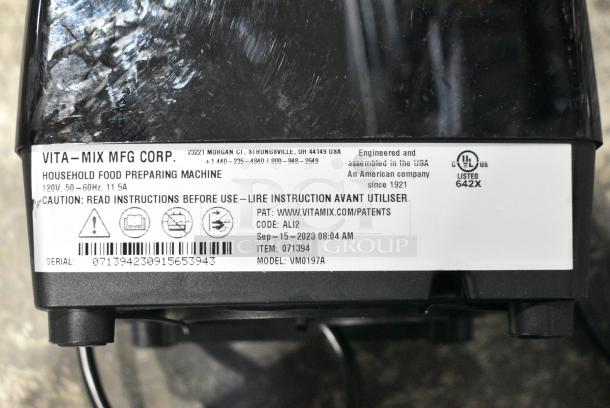 VITA-MIX MFG CORP.
23221 MORGAN CT. STRONGSVILLE, OH 44149 USA
+1 440-235-4840 / 800-848-2649
HOUSEHOLD FOOD PREPARING MACHINE
120V, 50-60Hz, 11.5A
Engineered and
assembled in the USA
An American company
since 1921
C UL US
LISTED
642X
CAUTION: READ INSTRUCTIONS BEFORE USE-LIRE INSTRUCTION AVANT UTILISER
PAT: WWW.VITAMIX.COM/PATENTS
CODE: ALI2
Sep-15-2023 08:04 AM
ITEM: 071394
MODEL: VM0197A
SERIAL: 071394230915653943
GROUP